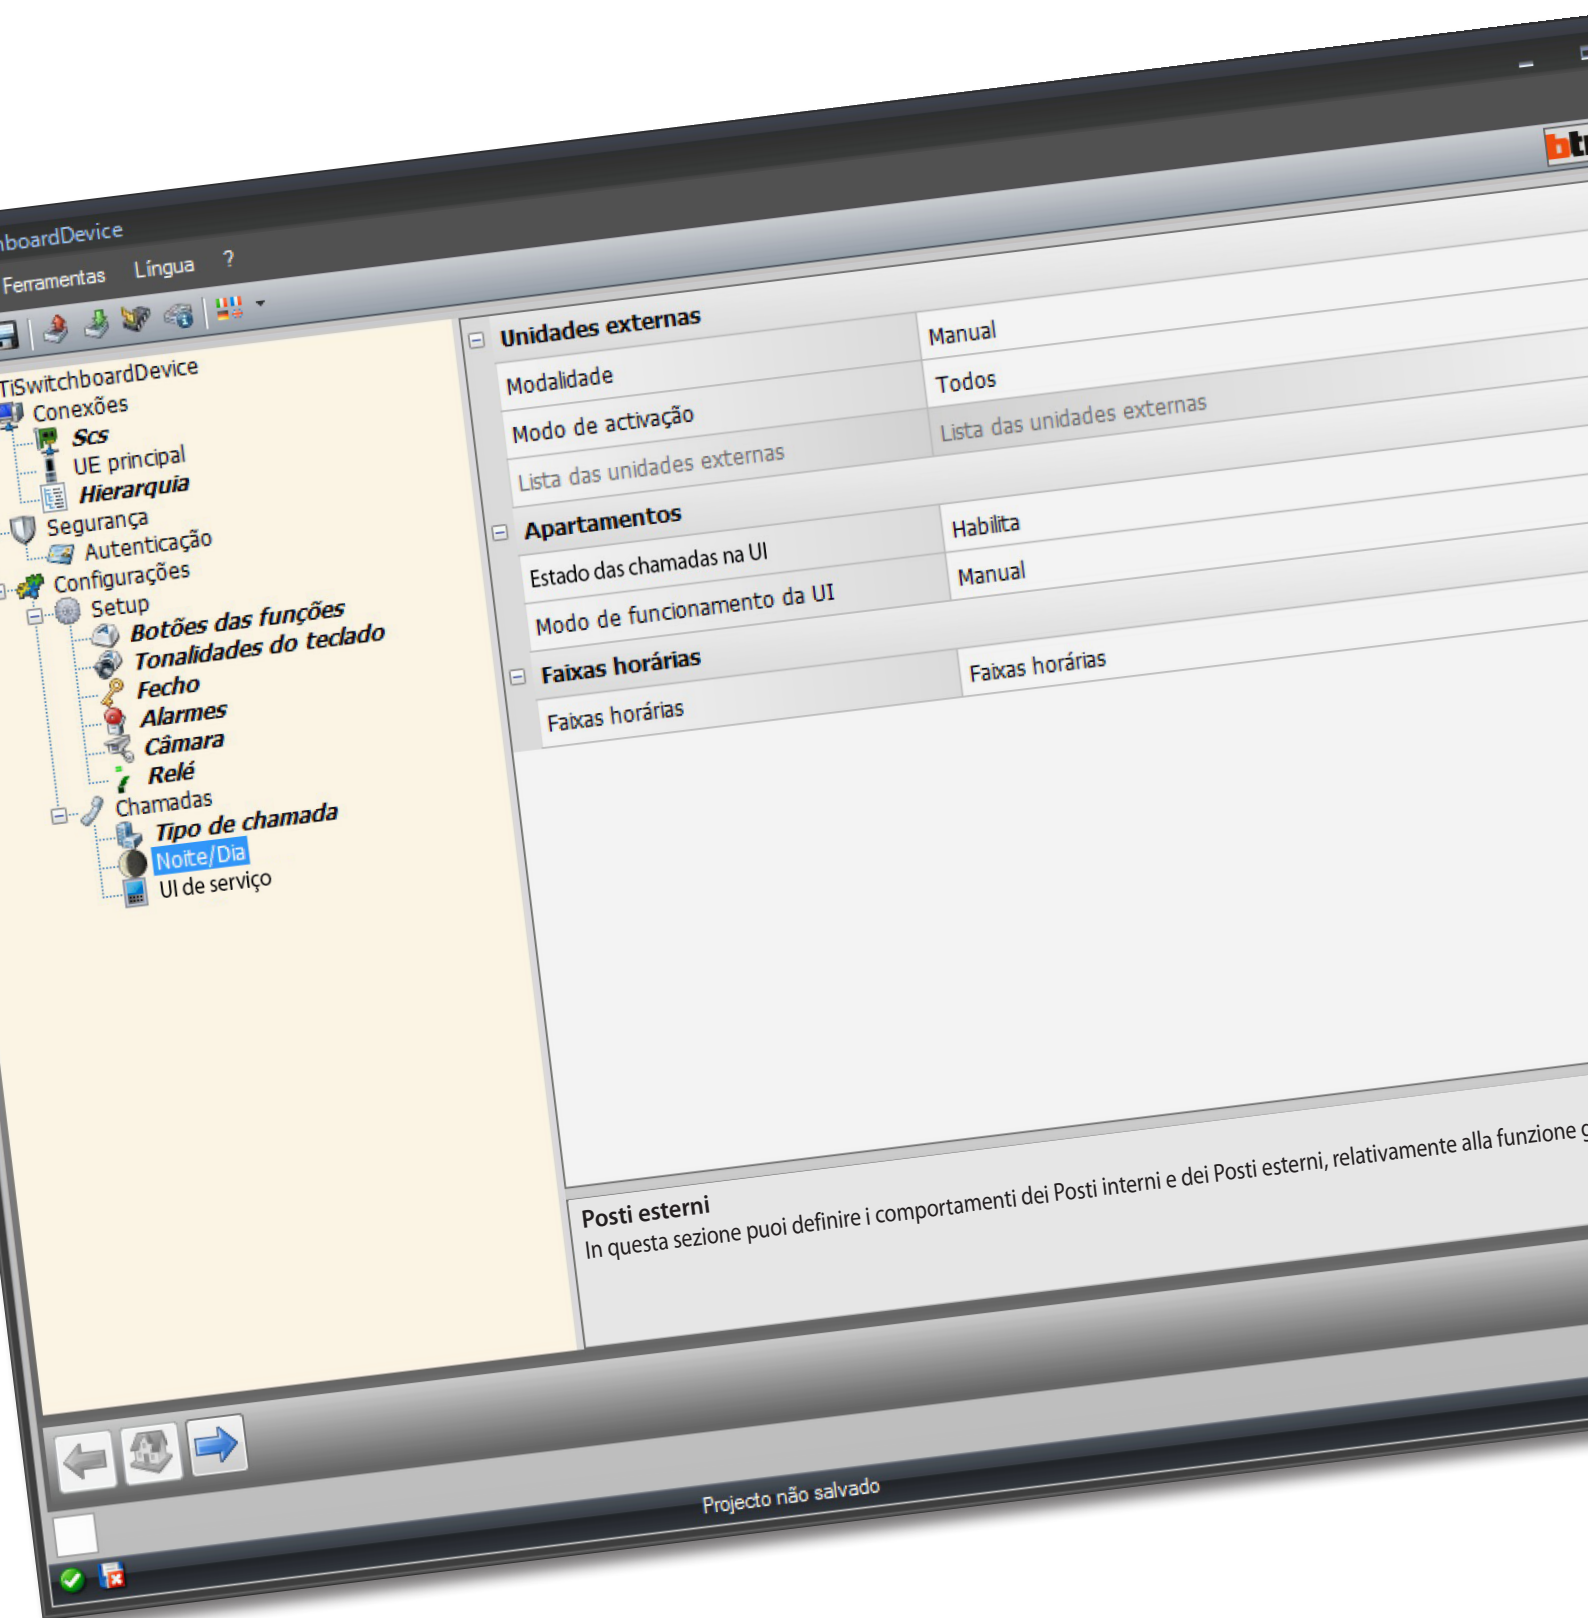 hboardDevice
Ferramentas Língua ?
TiSwitchboardDevice
Conexões
Scs
UE principal
Hierarquia
Segurança
Autenticação
Configurações
Setup
Botões das funções
Tonalidades do teclado
Fecho
Alarmes
Câmara
Relé
Chamadas
Tipo de chamada
Noite/Dia
UI de serviço
Unidades externas
Modalidade Manual
Modo de activação Todos
Lista das unidades externas Lista das unidades externas
Apartamentos
Estado das chamadas na UI Habilita
Modo de funcionamento da UI Manual
Faixas horárias
Faixas horárias Faixas horárias
Posti esterni
In questa sezione puoi definire i comportamenti dei Posti interni e dei Posti esterni, relativamente alla funzione g
Projecto não salvado